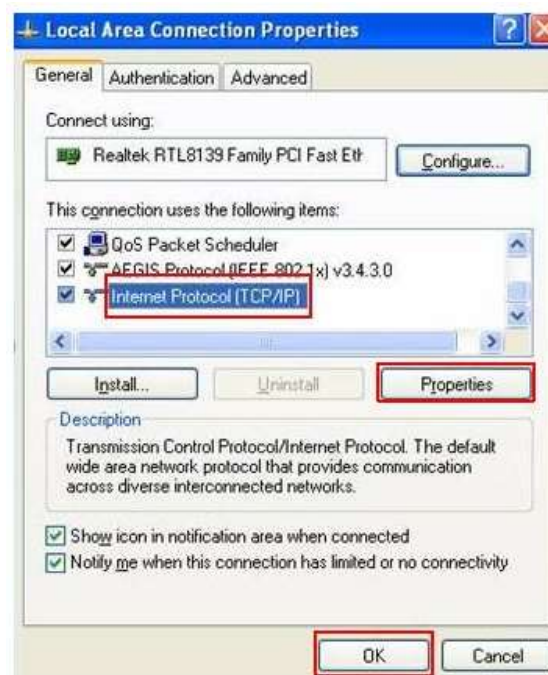 Local Area Connection Properties
General Authentication Advanced
Connect using:
Realtek RTL8139 Family PCI Fast Eth
Configure...
This connection uses the following items:
QoS Packet Scheduler
AEGIS Protocol (IEEE 802.1x) v3.4.3.0
Internet Protocol (TCP/IP)
Install... Uninstall Properties
Description
Transmission Control Protocol/Internet Protocol. The default
wide area network protocol that provides communication
across diverse interconnected networks.
Show icon in notification area when connected
Notify me when this connection has limited or no connectivity
OK Cancel